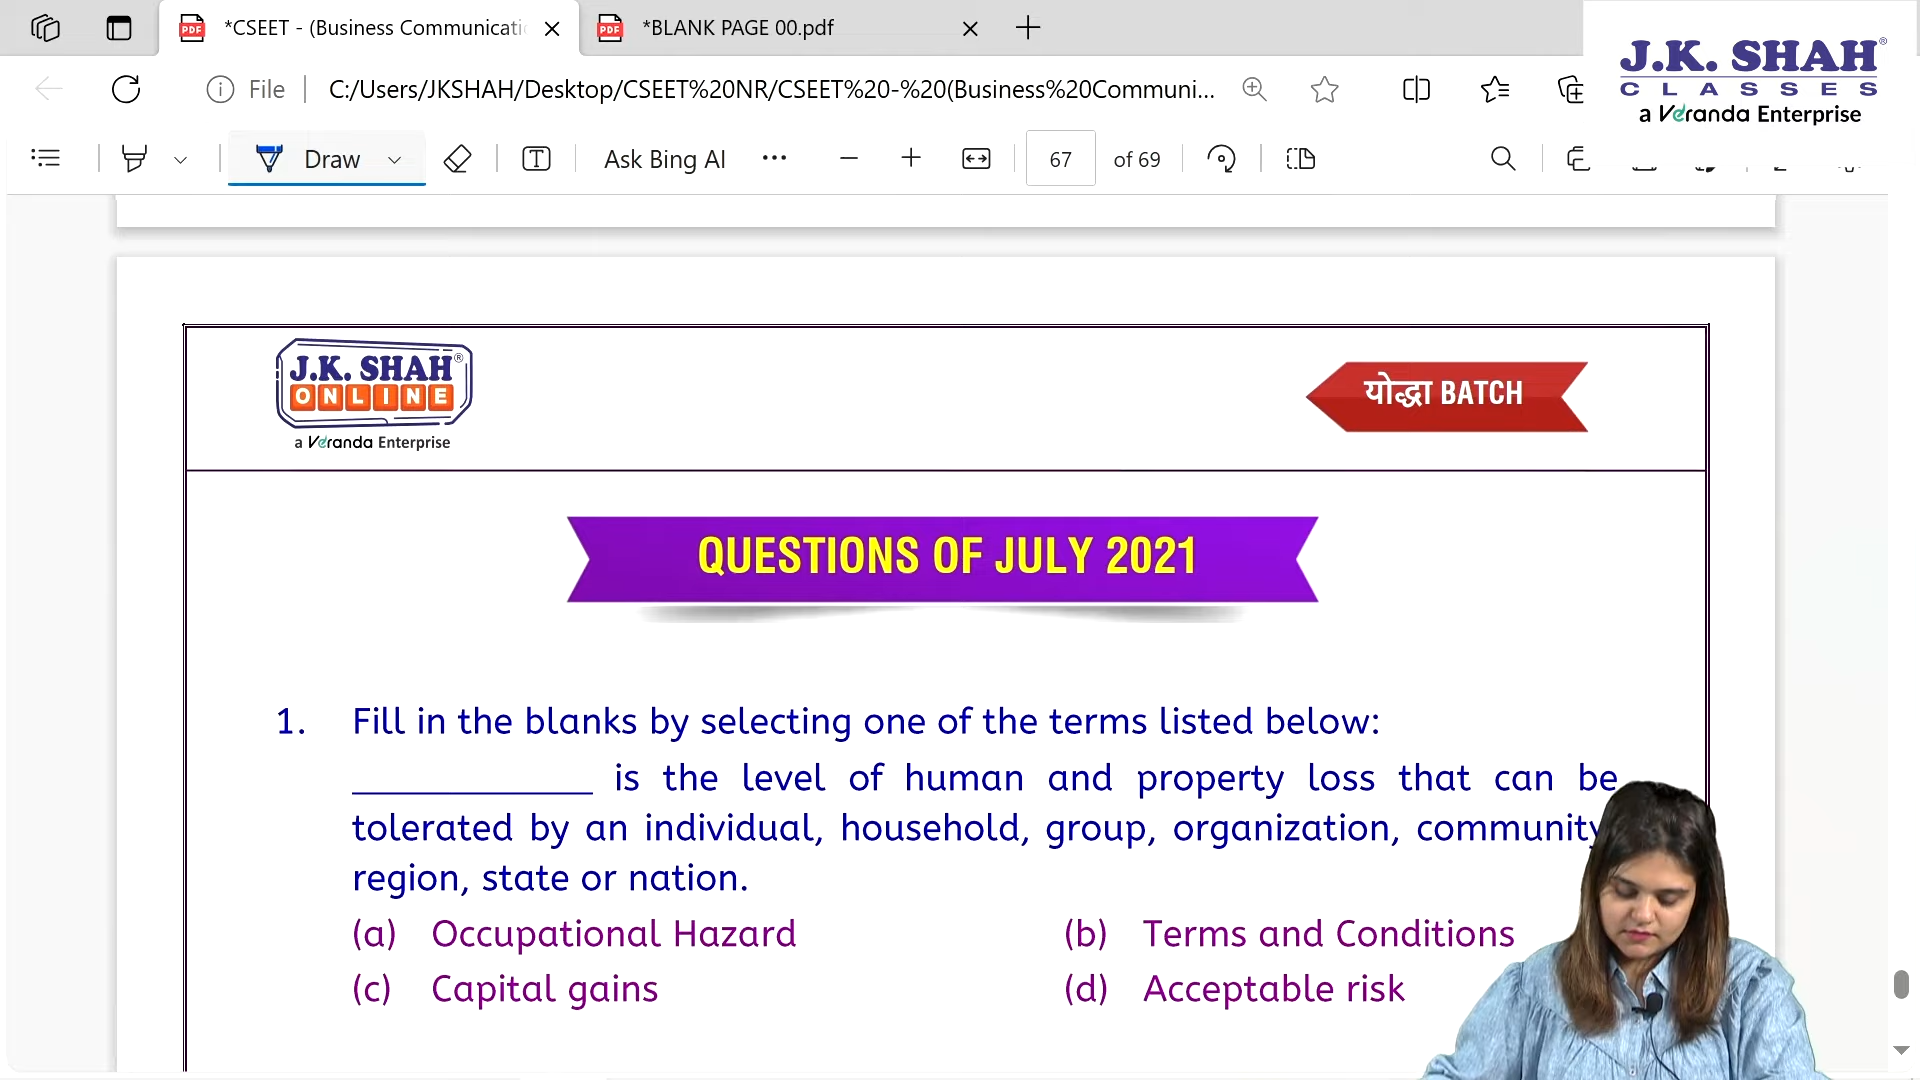 *CSEET - (Business Communicati
*BLANK PAGE 00.pdf
J.K. SHAH®
CLASSES
a Veranda Enterprise
File
C:/Users/JKSHAH/Desktop/CSEET%20NR/CSEET%20-%20(Business%20Communi...
Draw
Ask Bing AI
67
of 69
J.K. SHAH®
ONLINE
a Veranda Enterprise
योद्धा BATCH
QUESTIONS OF JULY 2021
1. Fill in the blanks by selecting one of the terms listed below:
____________ is the level of human and property loss that can be
tolerated by an individual, household, group, organization, community
region, state or nation.
(a) Occupational Hazard (b) Terms and Conditions
(c) Capital gains (d) Acceptable risk